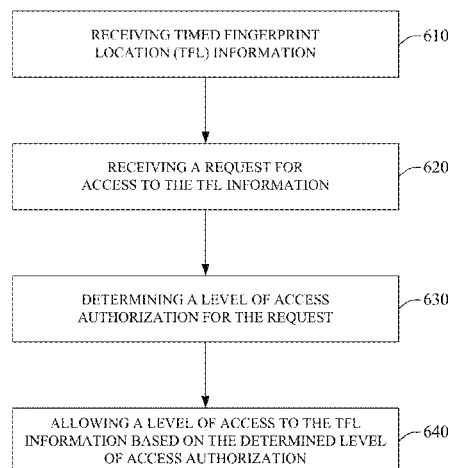 RECEIVING TIMED FINGERPRINT
LOCATION (TFL) INFORMATION
610
RECEIVING A REQUEST FOR
ACCESS TO THE TFL INFORMATION
620
DETERMINING A LEVEL OF ACCESS
AUTHORIZATION FOR THE REQUEST
630
ALLOWING A LEVEL OF ACCESS TO THE TFL
INFORMATION BASED ON THE DETERMINED LEVEL
OF ACCESS AUTHORIZATION
640